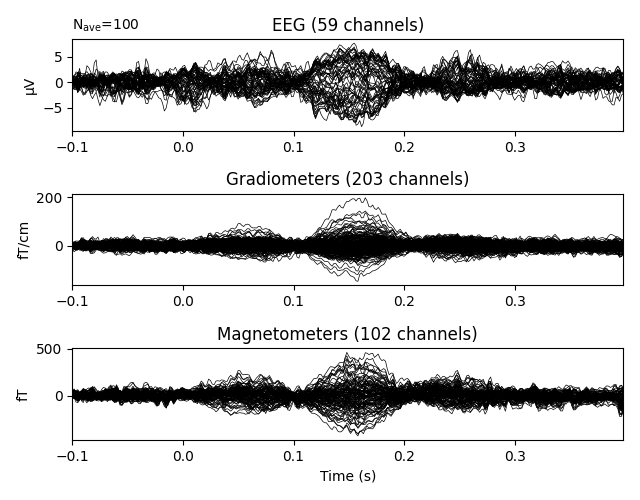 N_ave=100
EEG (59 channels)
5
0
−5
µV
−0.1 0.0 0.1 0.2 0.3
Gradiometers (203 channels)
200
0
fT/cm
−0.1 0.0 0.1 0.2 0.3
Magnetometers (102 channels)
500
0
fT
−0.1 0.0 0.1 0.2 0.3
Time (s)